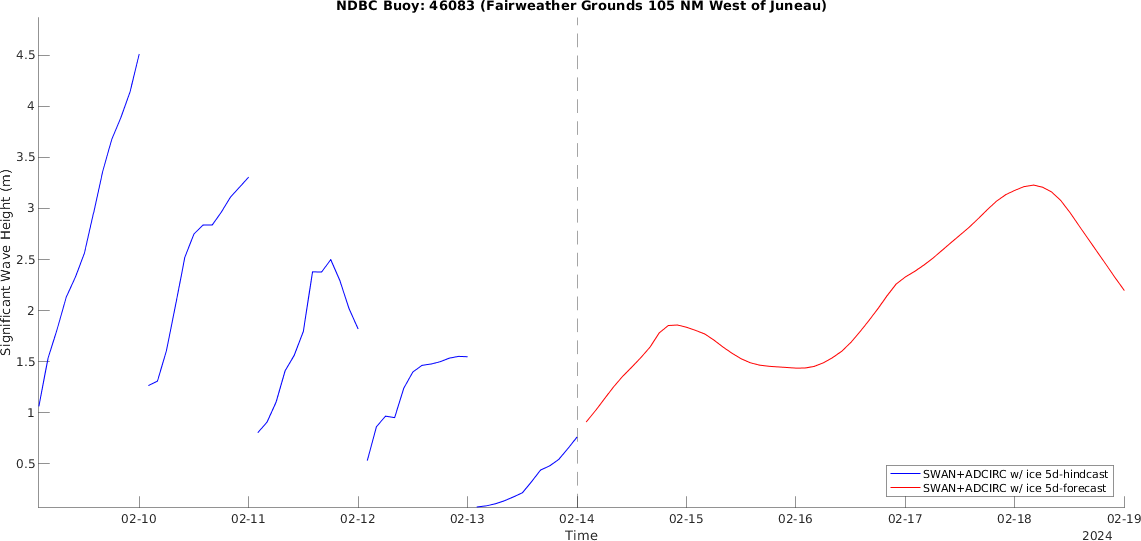 NDBC Buoy: 46083 (Fairweather Grounds 105 NM West of Juneau)
Significant Wave Height (m)
4.5
4
3.5
3
2.5
2
1.5
1
0.5
SWAN+ADCIRC w/ ice 5d-hindcast
SWAN+ADCIRC w/ ice 5d-forecast
02-10 02-11 02-12 02-13 02-14 02-15 02-16 02-17 02-18 02-19
Time
2024